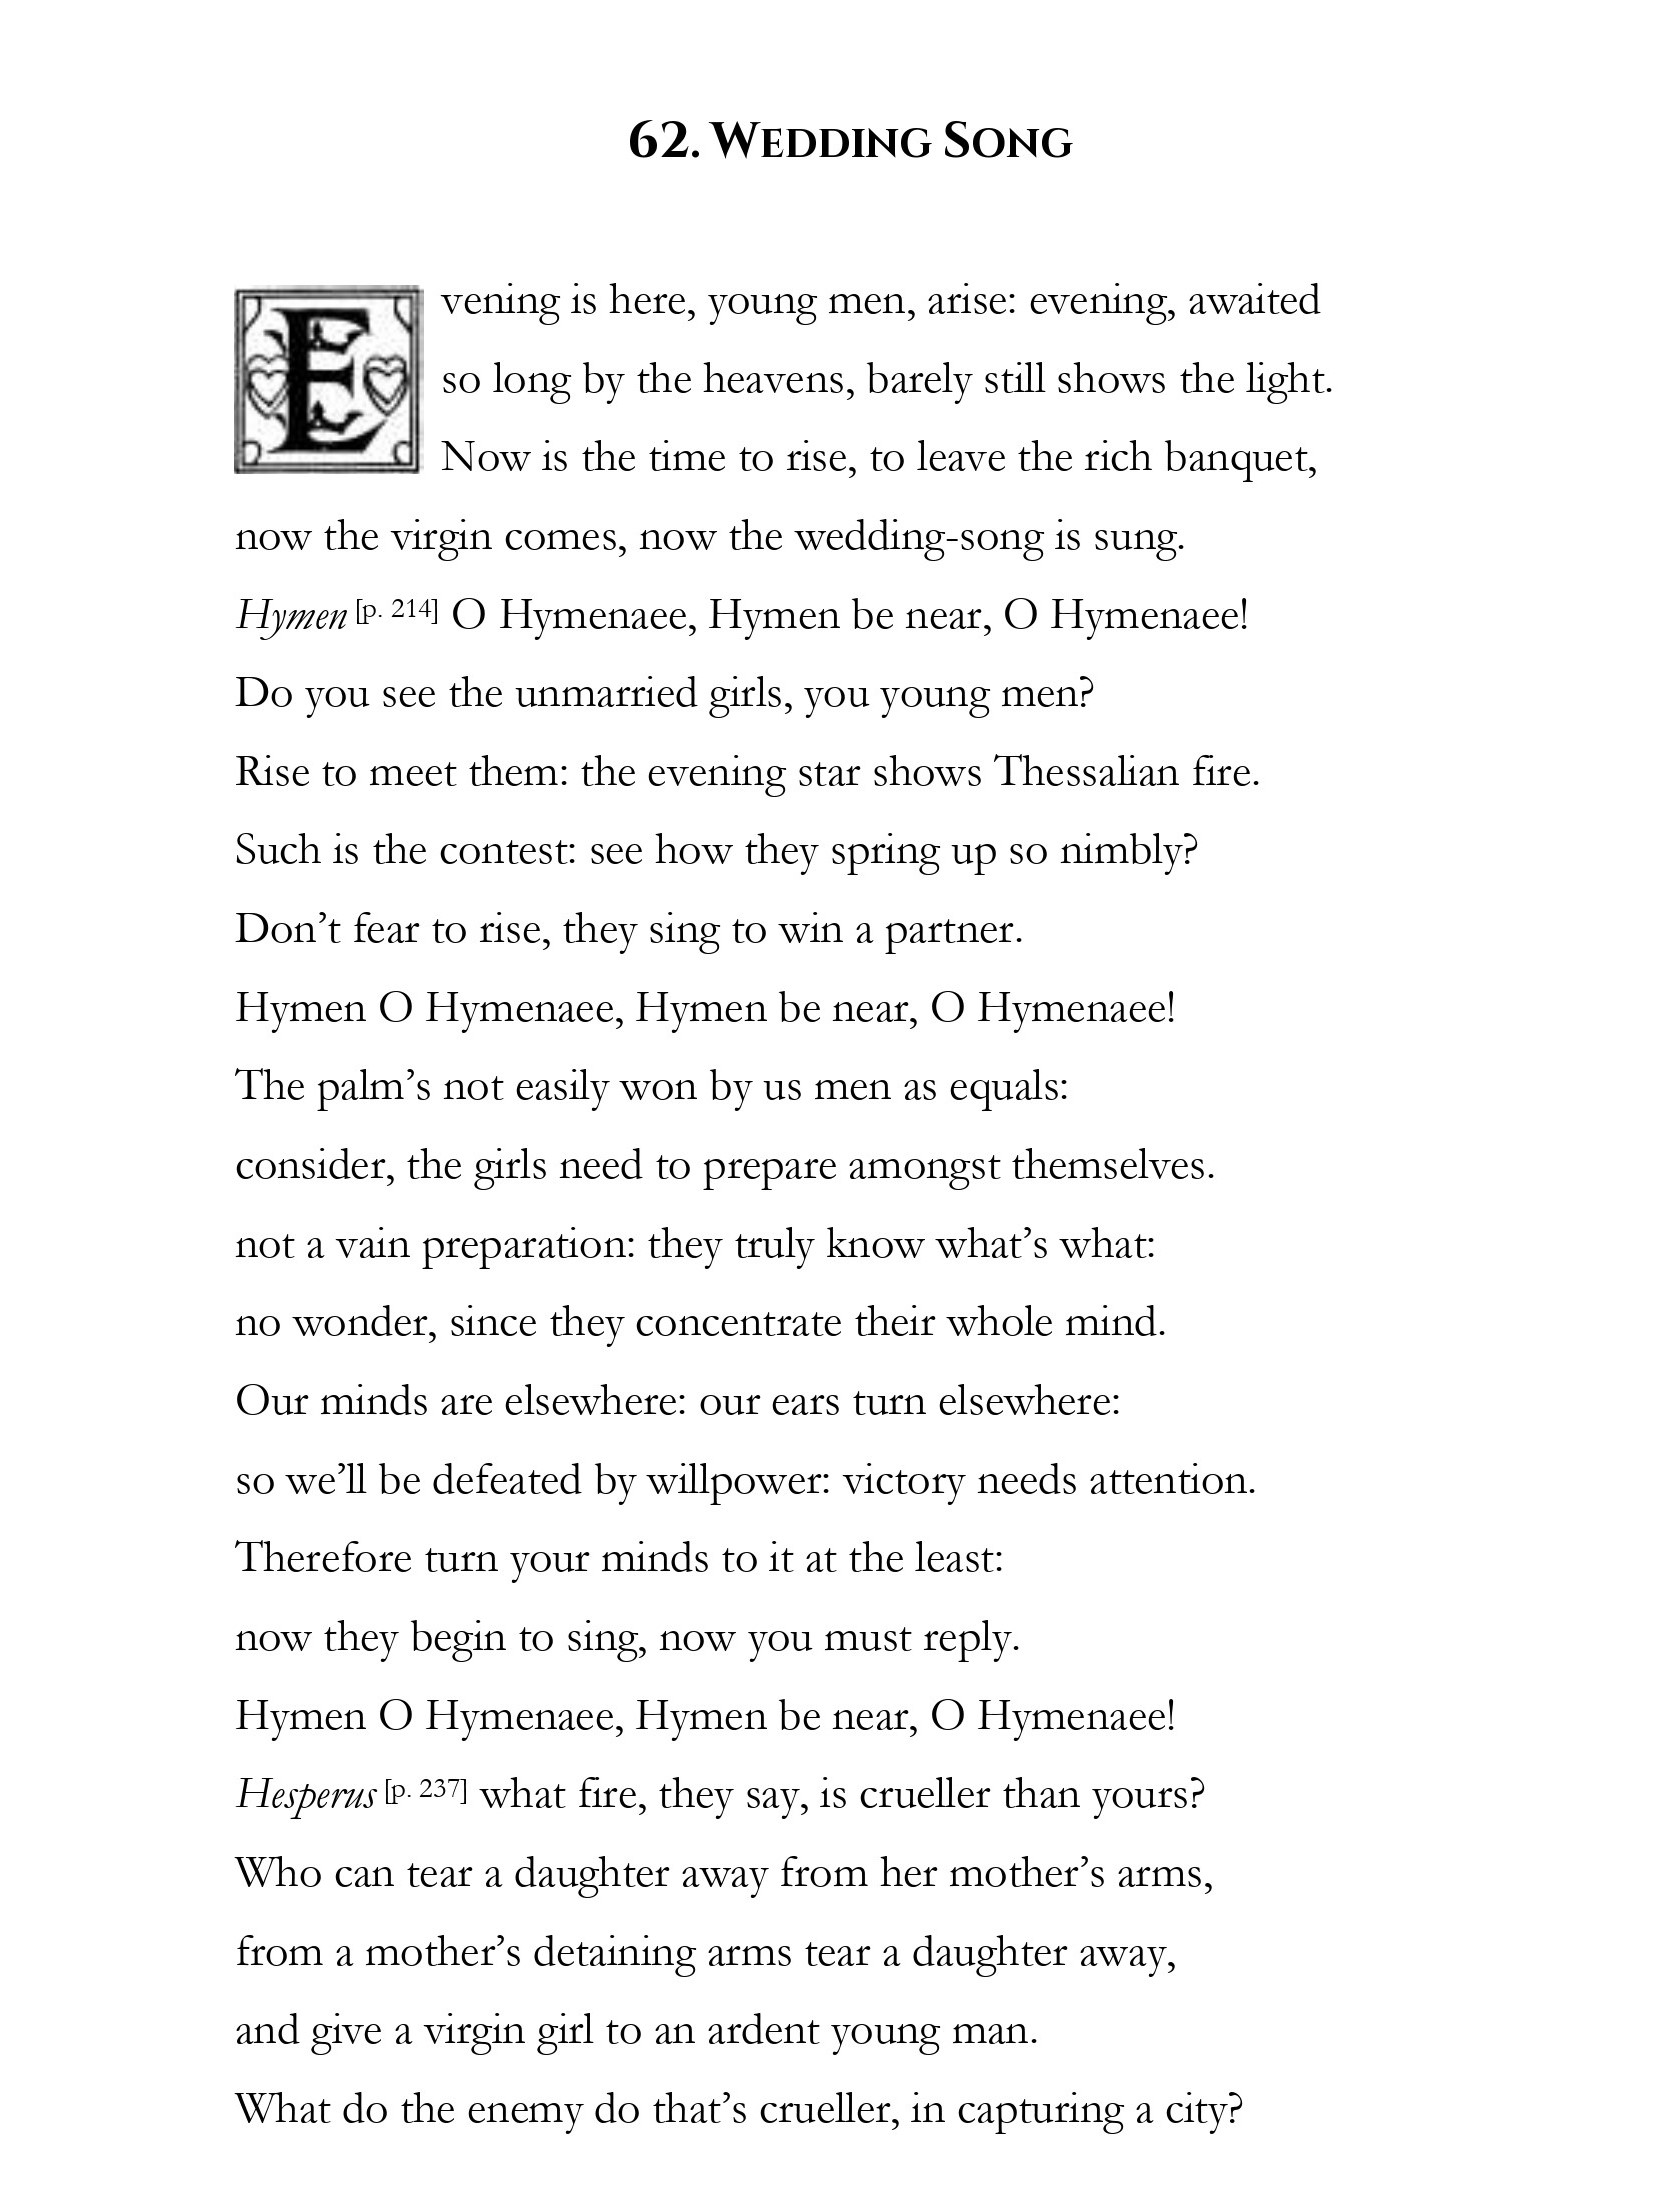 62. Wedding Song
Evening is here, young men, arise: evening, awaited
so long by the heavens, barely still shows the light.
Now is the time to rise, to leave the rich banquet,
now the virgin comes, now the wedding-song is sung.
Hymen [p. 214] O Hymenaee, Hymen be near, O Hymenaee!
Do you see the unmarried girls, you young men?
Rise to meet them: the evening star shows Thessalian fire.
Such is the contest: see how they spring up so nimbly?
Don’t fear to rise, they sing to win a partner.
Hymen O Hymenaee, Hymen be near, O Hymenaee!
The palm’s not easily won by us men as equals:
consider, the girls need to prepare amongst themselves.
not a vain preparation: they truly know what’s what:
no wonder, since they concentrate their whole mind.
Our minds are elsewhere: our ears turn elsewhere:
so we’ll be defeated by willpower: victory needs attention.
Therefore turn your minds to it at the least:
now they begin to sing, now you must reply.
Hymen O Hymenaee, Hymen be near, O Hymenaee!
Hesperus [p. 237] what fire, they say, is crueller than yours?
Who can tear a daughter away from her mother’s arms,
from a mother’s detaining arms tear a daughter away,
and give a virgin girl to an ardent young man.
What do the enemy do that’s crueller, in capturing a city?